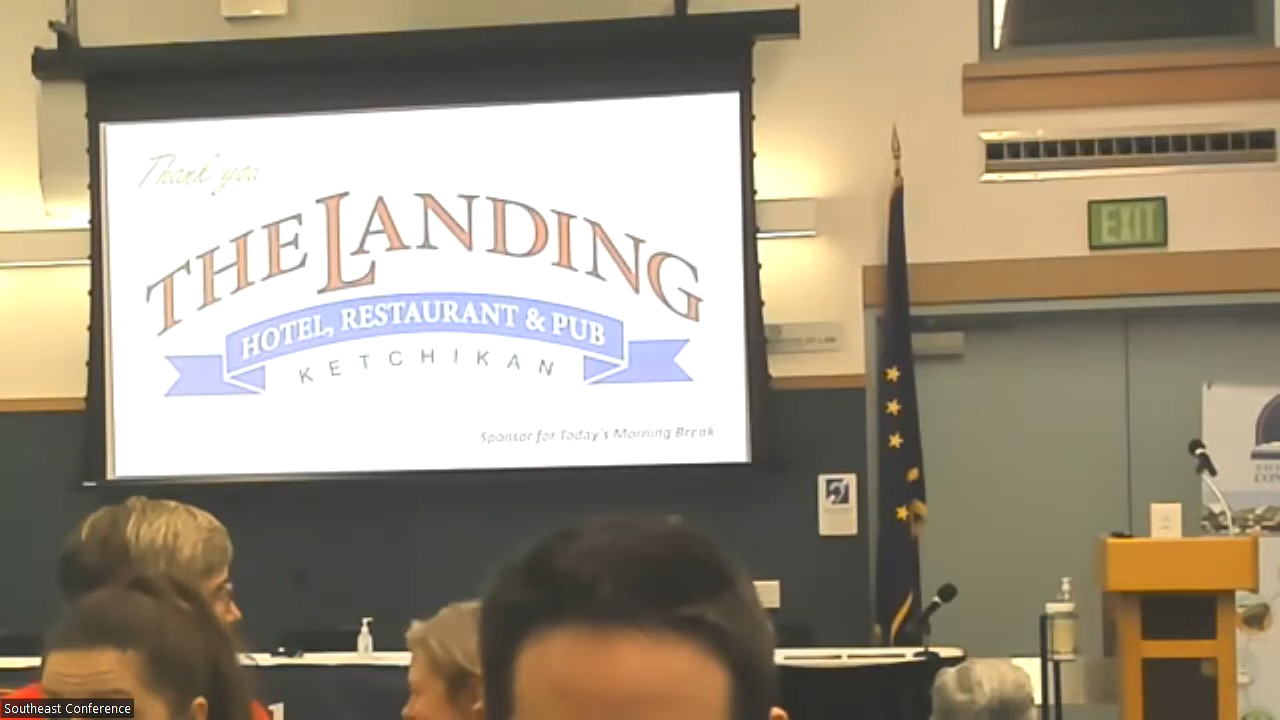 Thank you
THE LANDING
HOTEL, RESTAURANT & PUB
KETCHIKAN
Sponsor for Today's Morning Break
EXIT
Southeast Conference